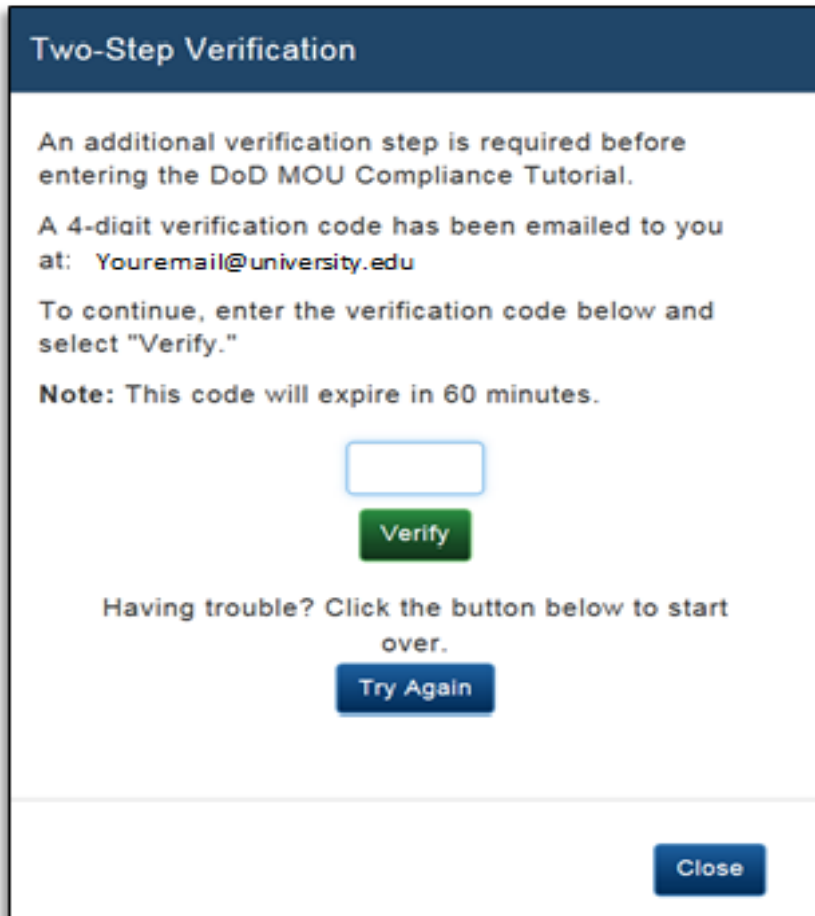 Two-Step Verification
An additional verification step is required before
entering the DoD MOU Compliance Tutorial.
A 4-digit verification code has been emailed to you
at: Youremail@university.edu
To continue, enter the verification code below and
select "Verify."
Note: This code will expire in 60 minutes.
Verify
Having trouble? Click the button below to start
over.
Try Again
Close